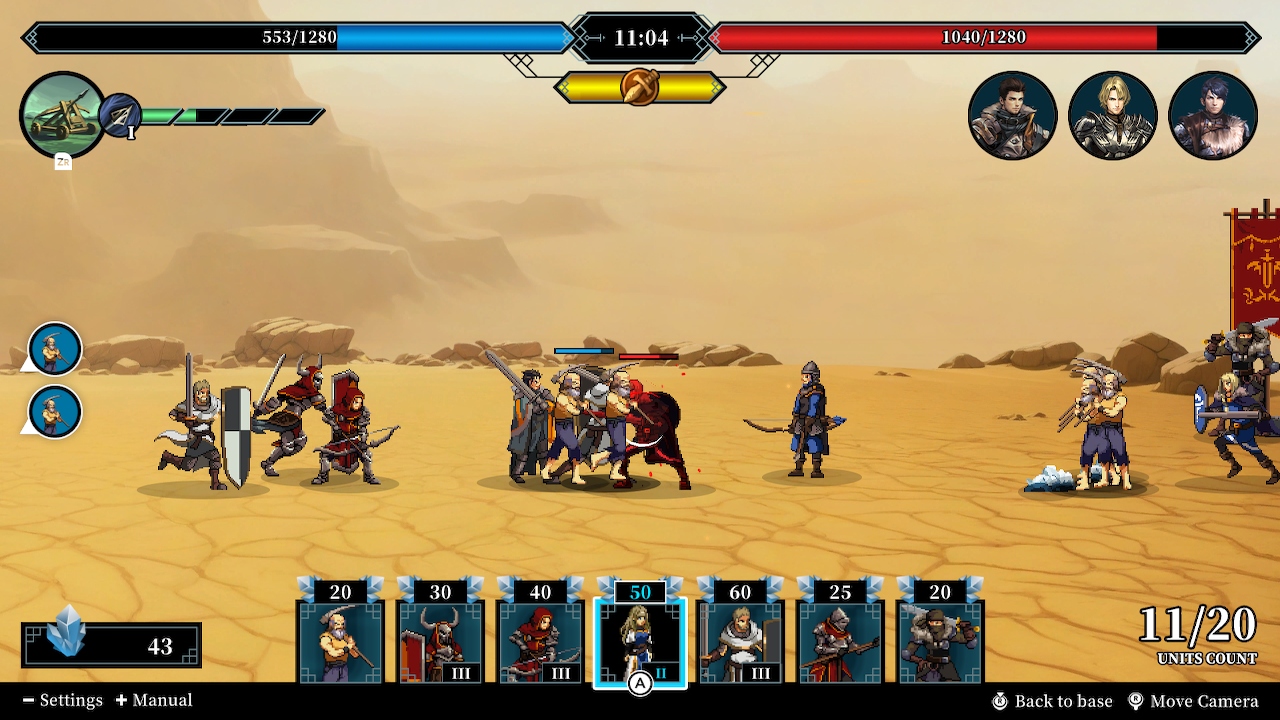 553/1280
11:04
1040/1280
I
ZR
20
30
40
50
60
25
20
III
III
II
III
A
43
11/20
UNITS COUNT
Settings
Manual
Back to base
R
Move Camera